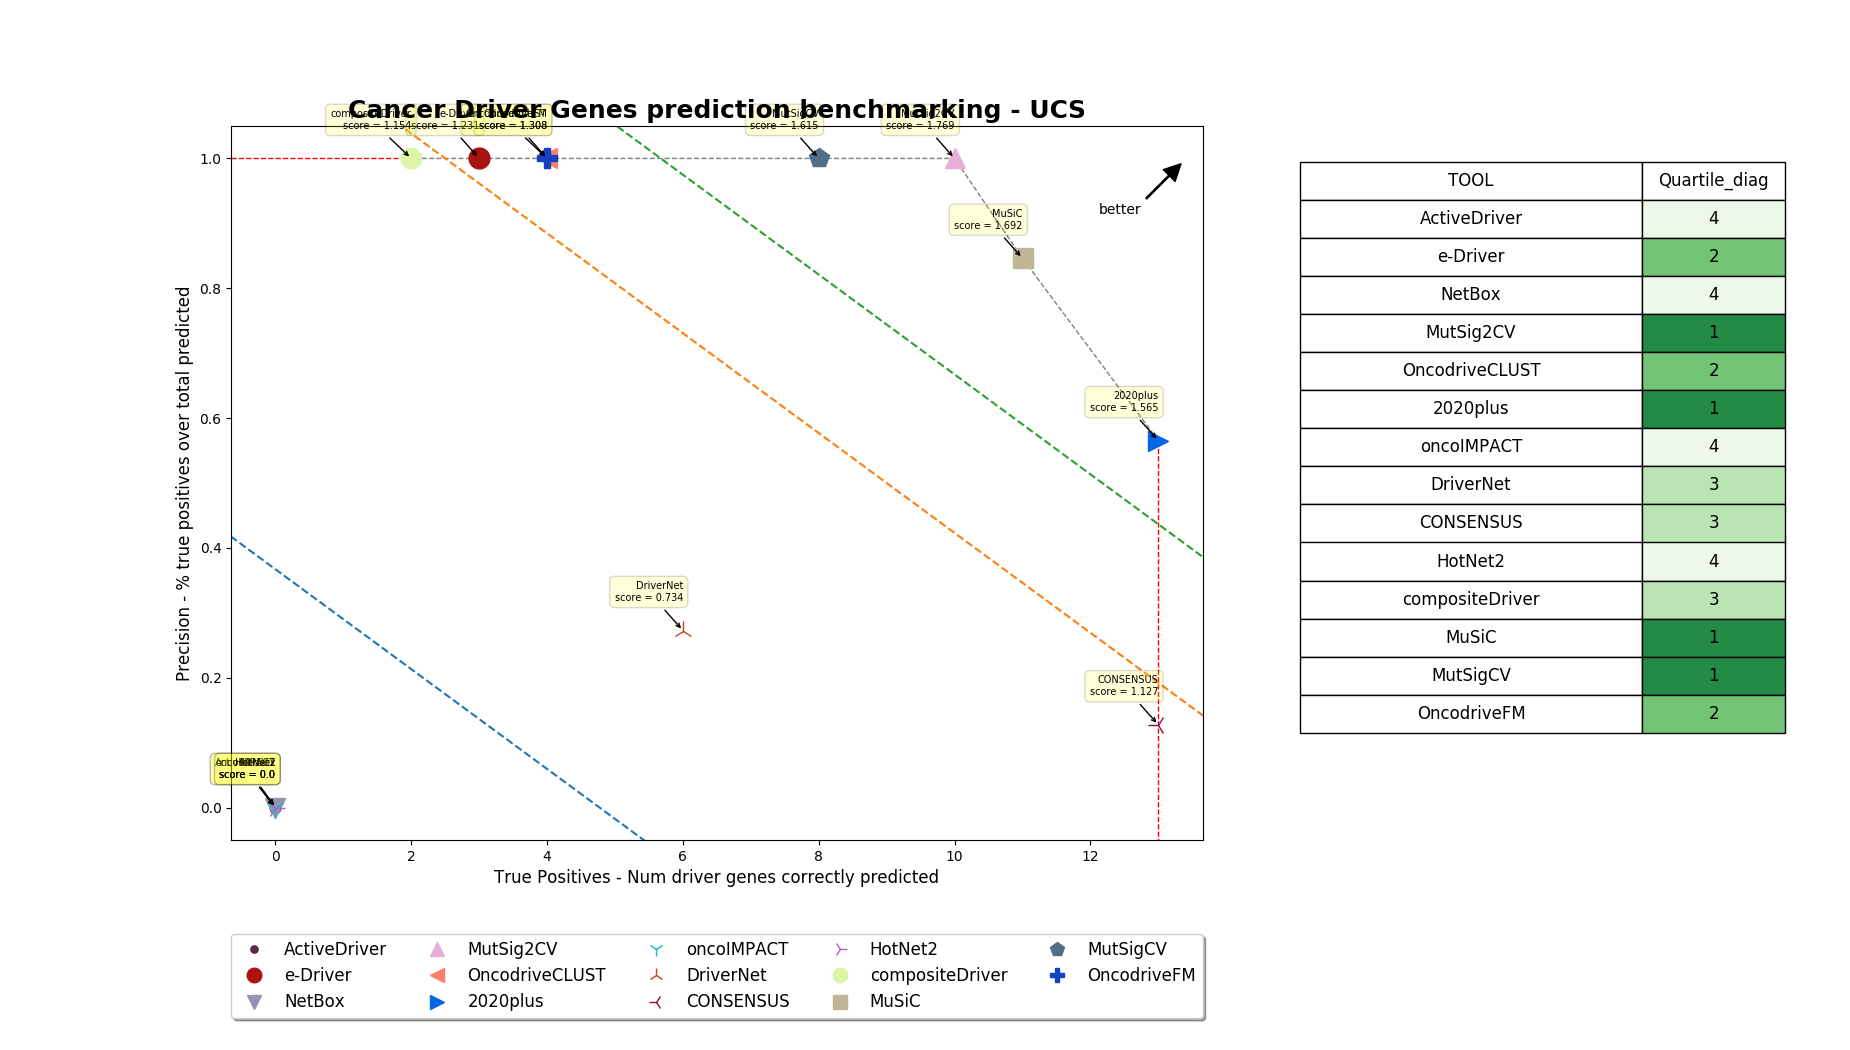 Cancer Driver Genes prediction benchmarking - UCS
score = 1.154
score = 1.231
score = 1.308
MutSigCV
score = 1.615
MutSig2CV
score = 1.769
better
MuSiC
score = 1.692
2020plus
score = 1.565
DriverNet
score = 0.734
CONSENSUS
score = 1.127
HotNet2
score = 0.0
Precision - % true positives over total predicted
1.0
0.8
0.6
0.4
0.2
0.0
0 2 4 6 8 10 12
True Positives - Num driver genes correctly predicted
TOOL Quartile_diag
ActiveDriver 4
e-Driver 2
NetBox 4
MutSig2CV 1
OncodriveCLUST 2
2020plus 1
oncoIMPACT 4
DriverNet 3
CONSENSUS 3
HotNet2 4
compositeDriver 3
MuSiC 1
MutSigCV 1
OncodriveFM 2
ActiveDriver MutSig2CV oncoIMPACT HotNet2 MutSigCV
e-Driver OncodriveCLUST DriverNet compositeDriver OncodriveFM
NetBox 2020plus CONSENSUS MuSiC